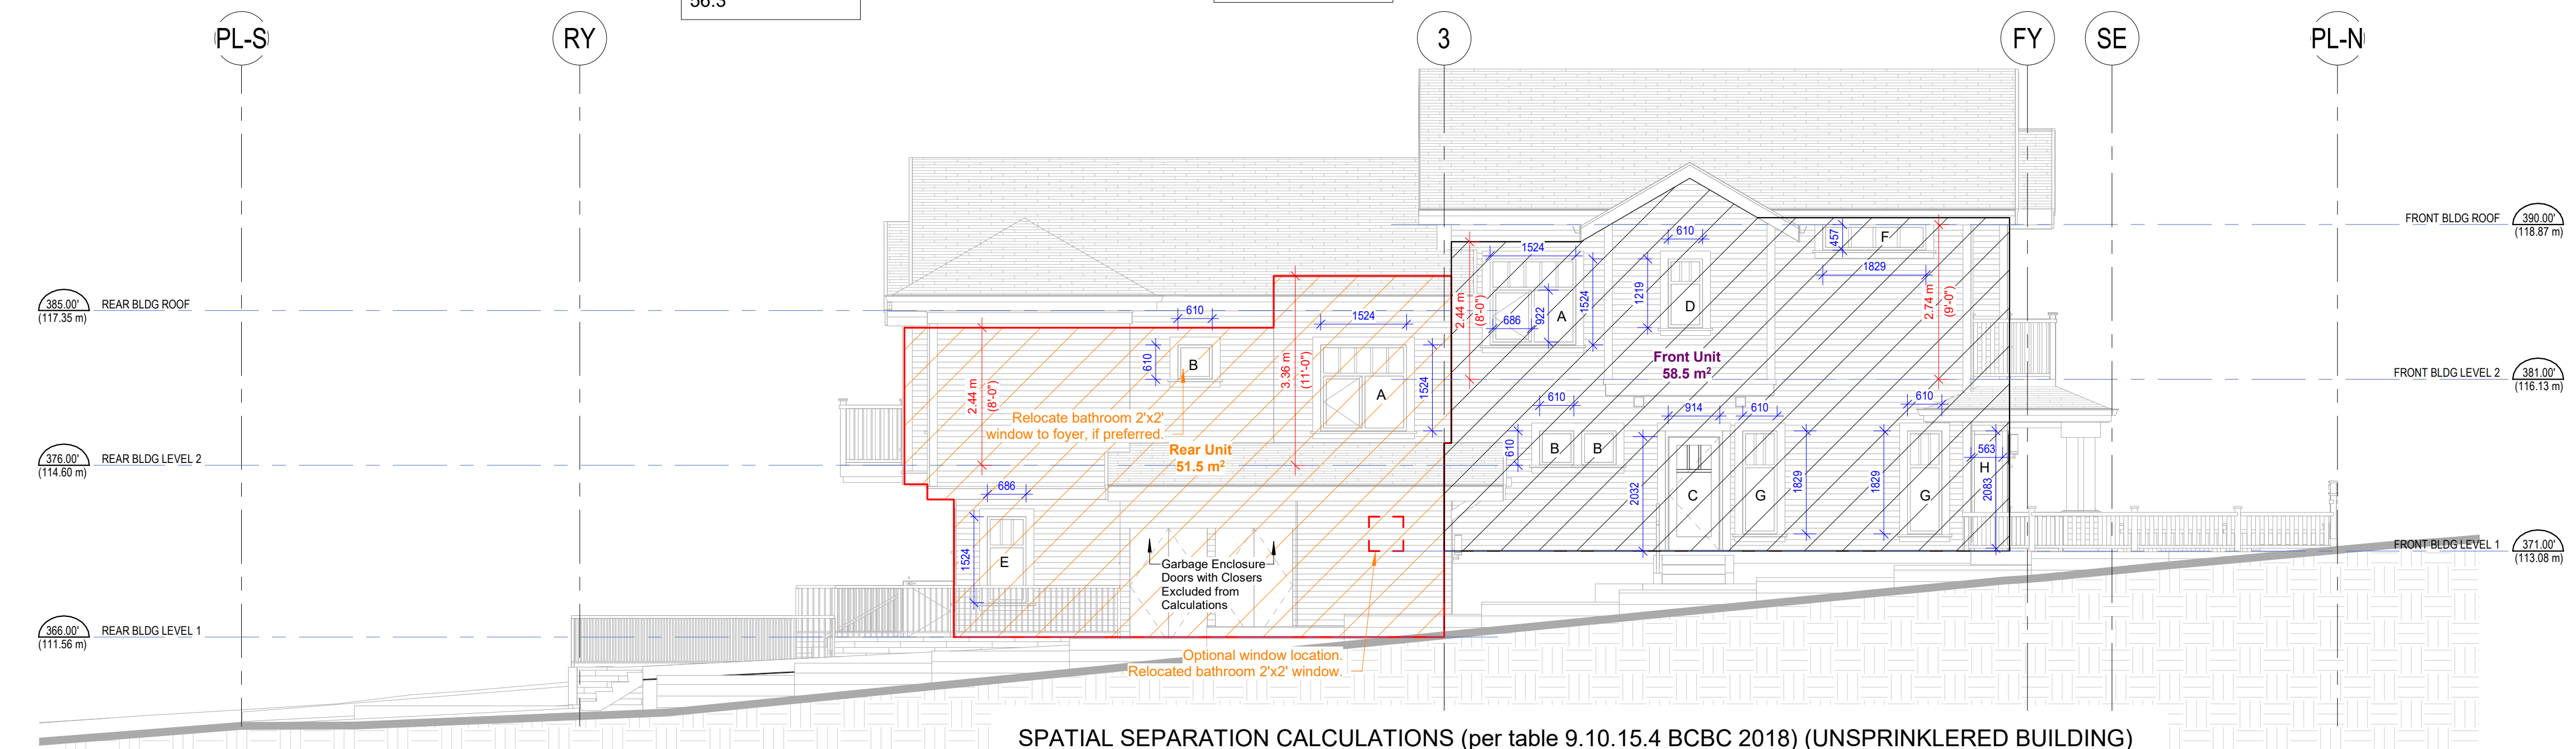 56.3
PL-S
RY
3
FY
SE
PL-N
FRONT BLDG ROOF
390.00'
(118.87 m)
385.00'
REAR BLDG ROOF
(117.35 m)
FRONT BLDG LEVEL 2
381.00'
(116.13 m)
376.00'
REAR BLDG LEVEL 2
(114.60 m)
FRONT BLDG LEVEL 1
371.00'
(113.08 m)
366.00'
REAR BLDG LEVEL 1
(111.56 m)
2.44 m
(8'-0")
610
610
B
Relocate bathroom 2'x2'
window to foyer, if preferred.
Rear Unit
51.5 m²
3.36 m
(11'-0")
1524
A
1524
686
1524
E
Garbage Enclosure
Doors with Closers
Excluded from
Calculations
Optional window location.
Relocated bathroom 2'x2' window.
2.44 m
(8'-0")
1524
686
922
A
1524
610
1219
D
457
F
1829
2.74 m
(9'-0")
Front Unit
58.5 m²
610
610
B
B
914
2032
C
610
G
1829
1829
610
G
563
H
2083
SPATIAL SEPARATION CALCULATIONS (per table 9.10.15.4 BCBC 2018) (UNSPRINKLERED BUILDING)